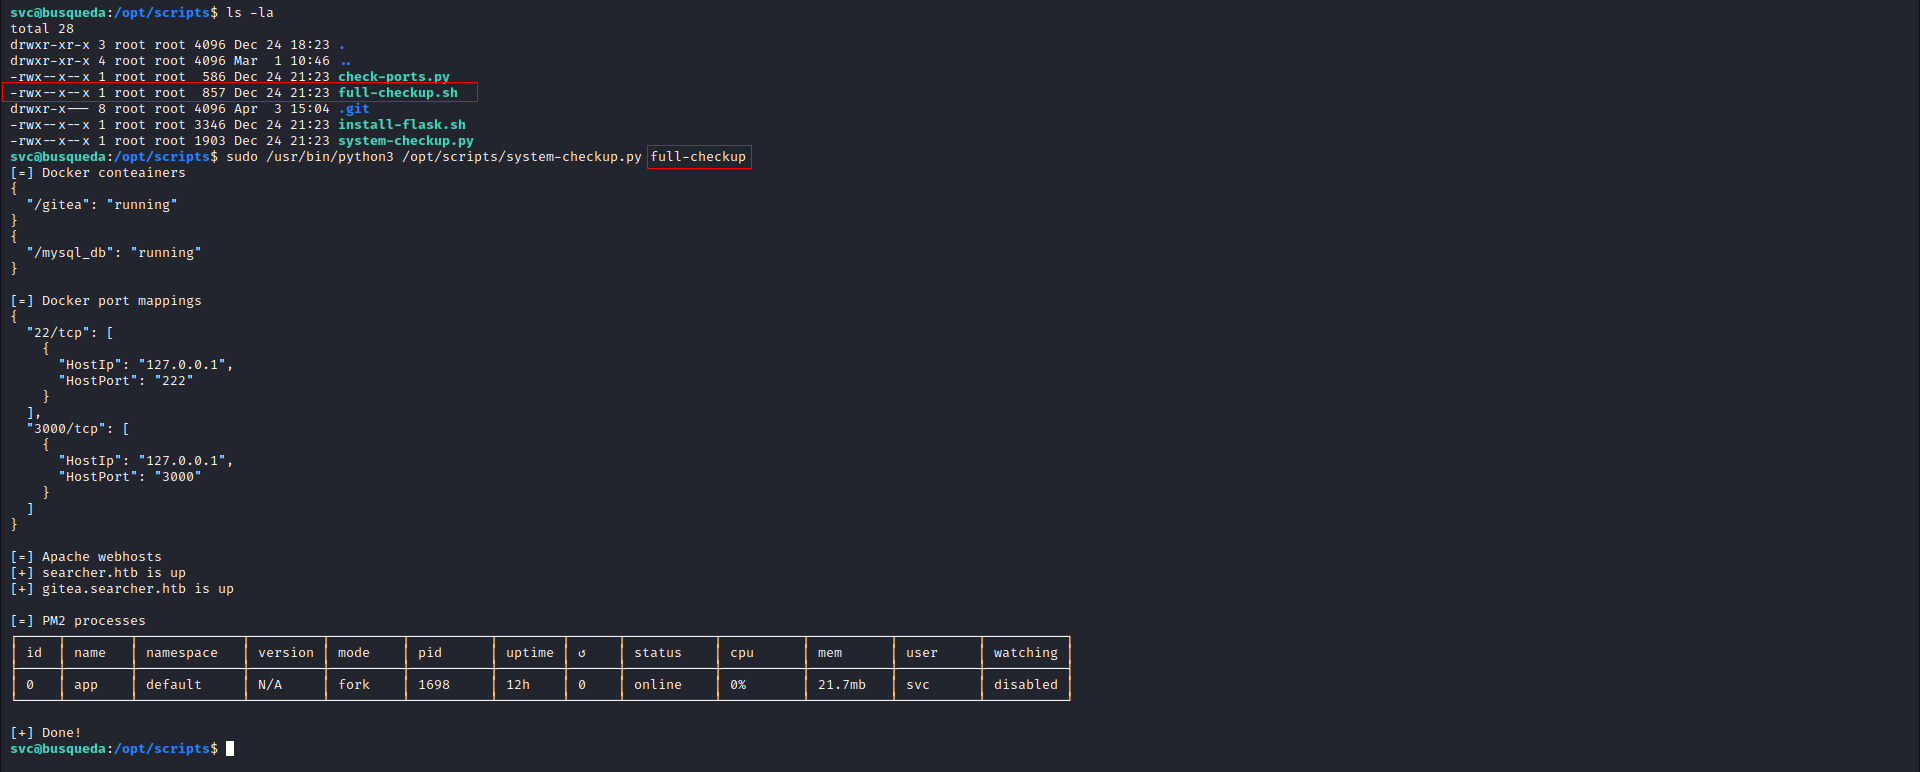 svc@busqueda:/opt/scripts$ ls -la
total 28
drwxr-xr-x 3 root root 4096 Dec 24 18:23 .
drwxr-xr-x 4 root root 4096 Mar  1 10:46 ..
-rwx--x--x 1 root root  586 Dec 24 21:23 check-ports.py
-rwx--x--x 1 root root  857 Dec 24 21:23 full-checkup.sh
drwxr-x--- 8 root root 4096 Apr  3 15:04 .git
-rwx--x--x 1 root root 3346 Dec 24 21:23 install-flask.sh
-rwx--x--x 1 root root 1903 Dec 24 21:23 system-checkup.py
svc@busqueda:/opt/scripts$ sudo /usr/bin/python3 /opt/scripts/system-checkup.py full-checkup
[=] Docker conteainers
{
  "/gitea": "running"
}
{
  "/mysql_db": "running"
}
[=] Docker port mappings
{
  "22/tcp": [
    {
      "HostIp": "127.0.0.1",
      "HostPort": "222"
    }
  ],
  "3000/tcp": [
    {
      "HostIp": "127.0.0.1",
      "HostPort": "3000"
    }
  ]
}
[=] Apache webhosts
[+] searcher.htb is up
[+] gitea.searcher.htb is up
[=] PM2 processes
│ id │ name │ namespace │ version │ mode │ pid │ uptime │ ↺ │ status │ cpu │ mem │ user │ watching │
│ 0 │ app │ default │ N/A │ fork │ 1698 │ 12h │ 0 │ online │ 0% │ 21.7mb │ svc │ disabled │
[+] Done!
svc@busqueda:/opt/scripts$